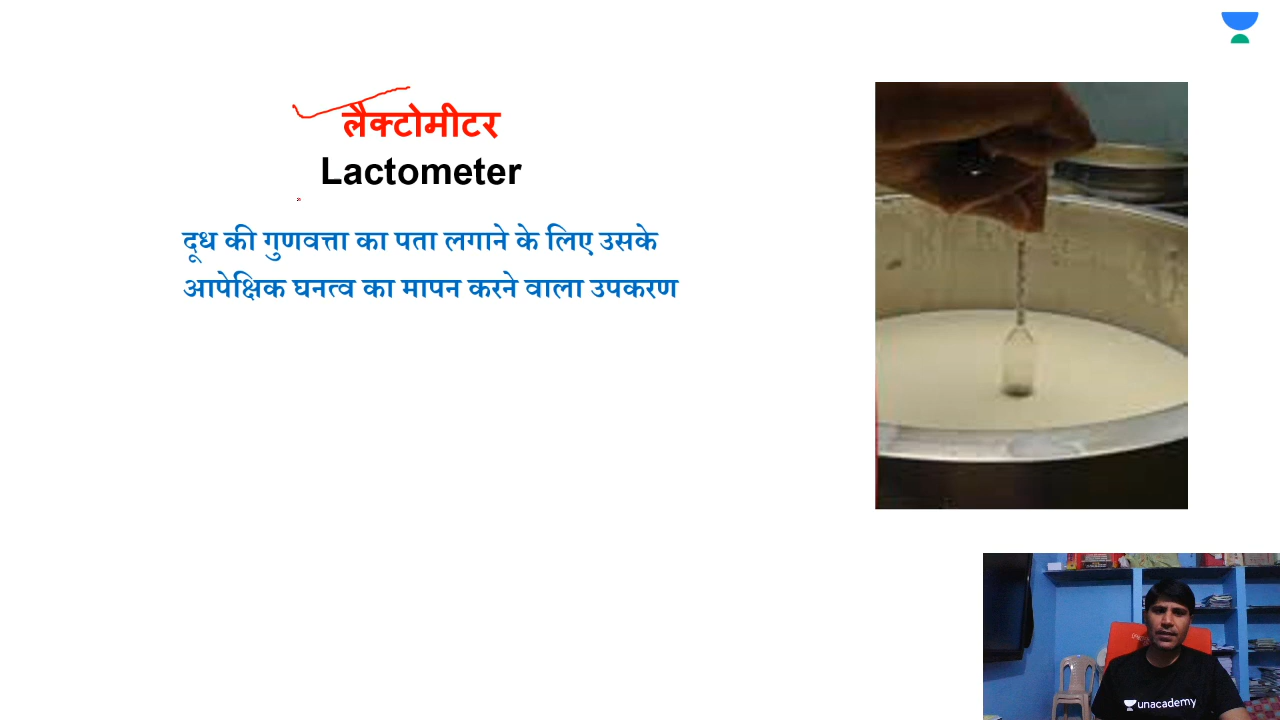 लैक्टोमीटर
Lactometer
दूध की गुणवत्ता का पता लगाने के लिए उसके
आपेक्षिक घनत्व का मापन करने वाला उपकरण
unacademy